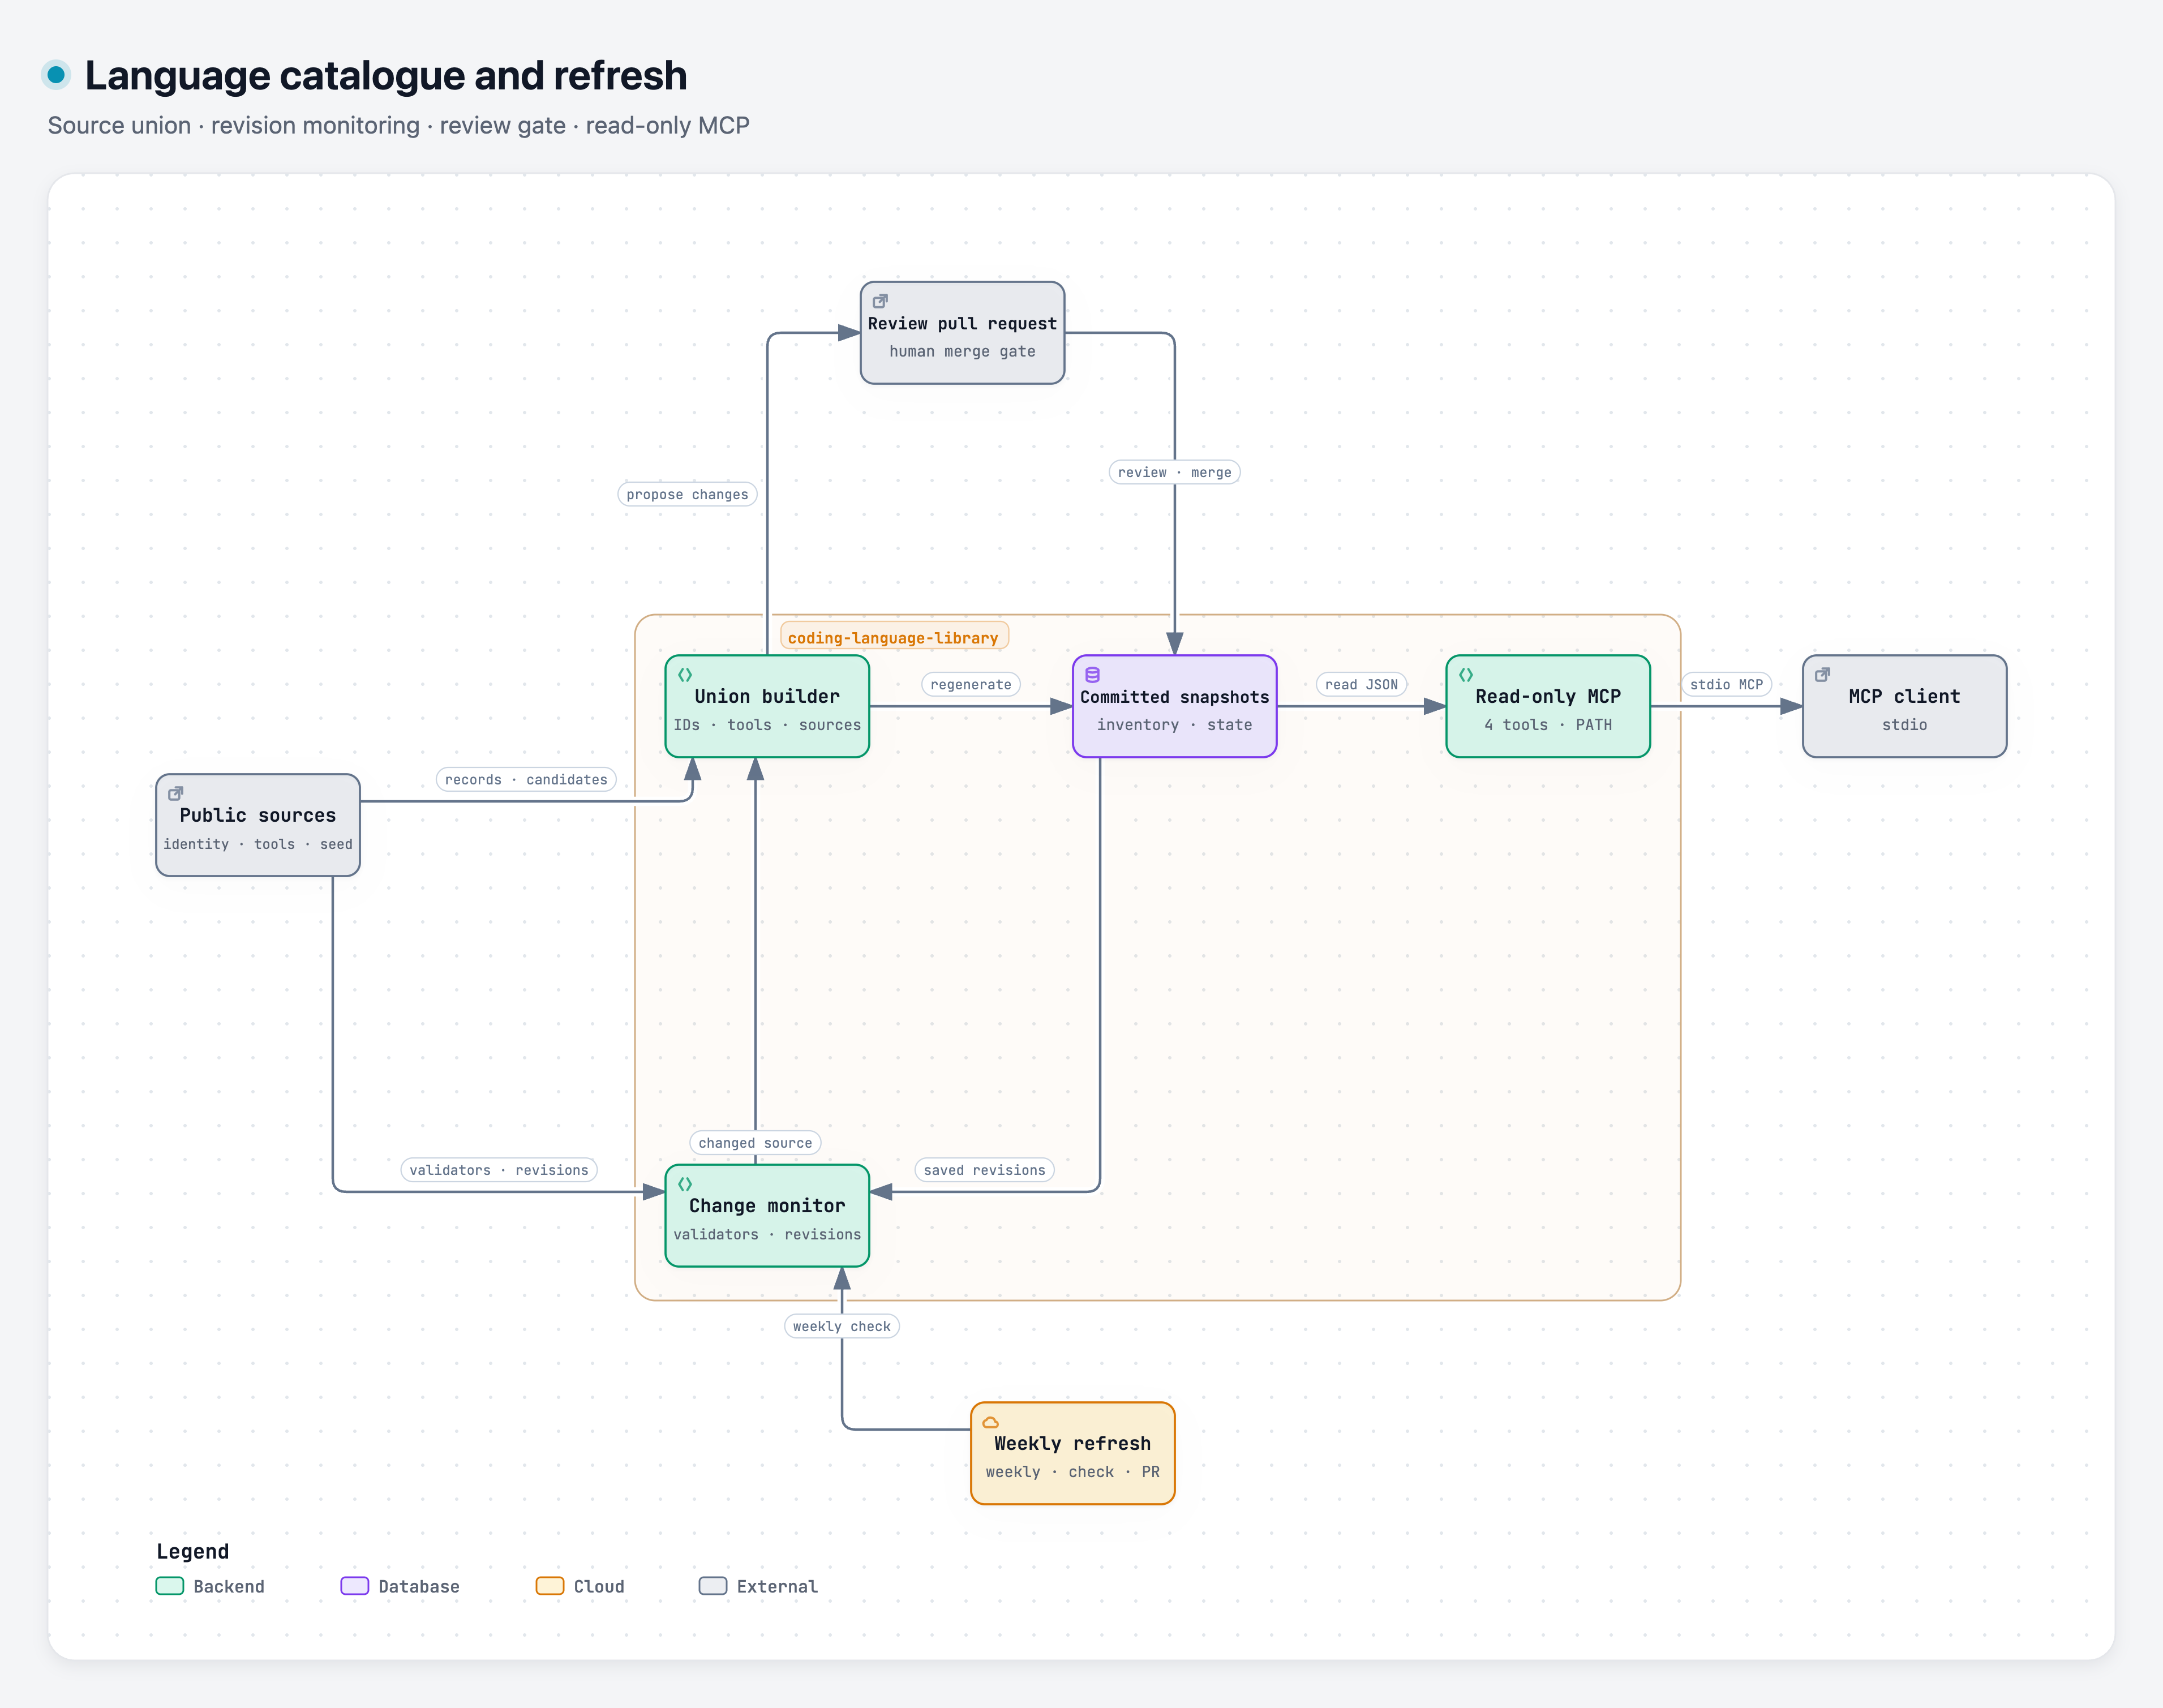 Language catalogue and refresh
Source union · revision monitoring · review gate · read-only MCP
Review pull request
human merge gate
review · merge
propose changes
coding-language-library
Union builder
IDs · tools · sources
regenerate
Committed snapshots
inventory · state
read JSON
Read-only MCP
4 tools · PATH
stdio MCP
MCP client
stdio
records · candidates
Public sources
identity · tools · seed
changed source
validators · revisions
saved revisions
Change monitor
validators · revisions
weekly check
Weekly refresh
weekly · check · PR
Legend
Backend
Database
Cloud
External